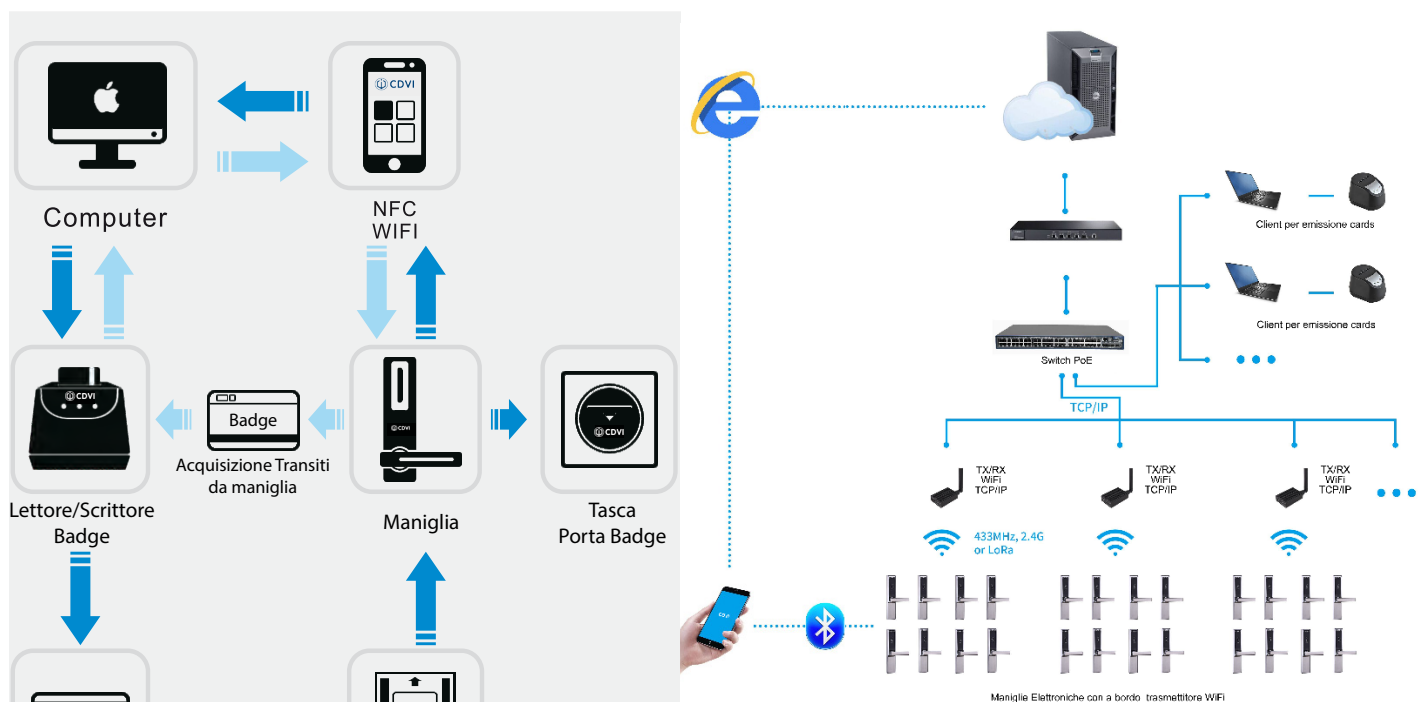 CDVI
Computer
NFC
WIFI
CDVI
Badge
CDVI
CDVI
Acquisizione Transiti
da maniglia
Lettore/Scrittore
Badge
Maniglia
Tasca
Porta Badge
Client per emissione cards
Client per emissione cards
Switch PoE
TCP/IP
TX/RX
WiFi
TCP/IP
TX/RX
WiFi
TCP/IP
TX/RX
WiFi
TCP/IP
433MHz, 2.4G
or LoRa
Maniglie Elettroniche con a bordo trasmettitore WiFi